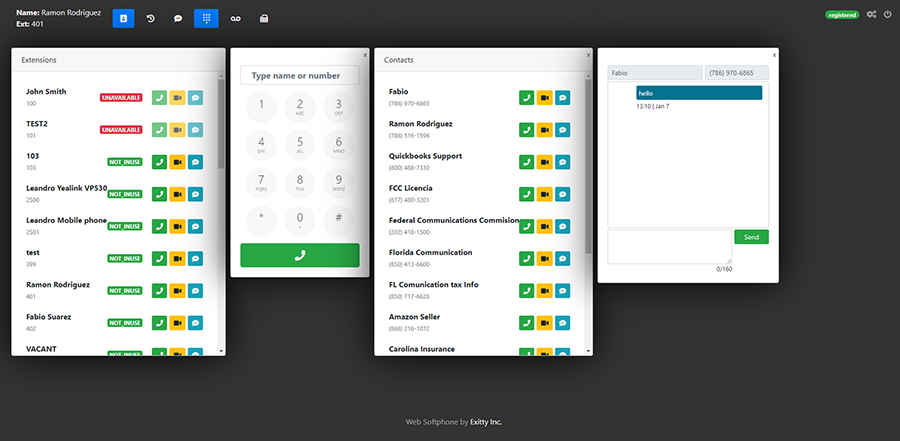 Name: Ramon Rodriguez
Ext: 401
registered
Extensions
x
John Smith
100
UNAVAILABLE
TEST2
101
UNAVAILABLE
103
103
NOT_INUSE
Leandro Yealink VP530
2500
NOT_INUSE
Leandro Mobile phone
2501
NOT_INUSE
test
399
NOT_INUSE
Ramon Rodriguez
401
NOT_INUSE
Fabio Suarez
402
NOT_INUSE
VACANT
NOT_INUSE
x
Type name or number
1
2
ABC
3
DEF
4
GHI
5
JKL
6
MNO
7
PQRS
8
TUV
9
WXYZ
*
0
+
#
Contacts
x
Fabio
(786) 970-6865
Ramon Rodriguez
(786) 516-1596
Quickbooks Support
(800) 488-7330
FCC Licencia
(877) 480-3201
Federal Communications Commision
(202) 418-1500
Florida Communication
(850) 413-6600
FL Comunication tax Info
(850) 717-6628
Amazon Seller
(866) 216-1072
Carolina Insurance
x
Fabio
(786) 970-6865
hello
13:10 | Jan 7
Send
0/160
Web Softphone by Exitty Inc.